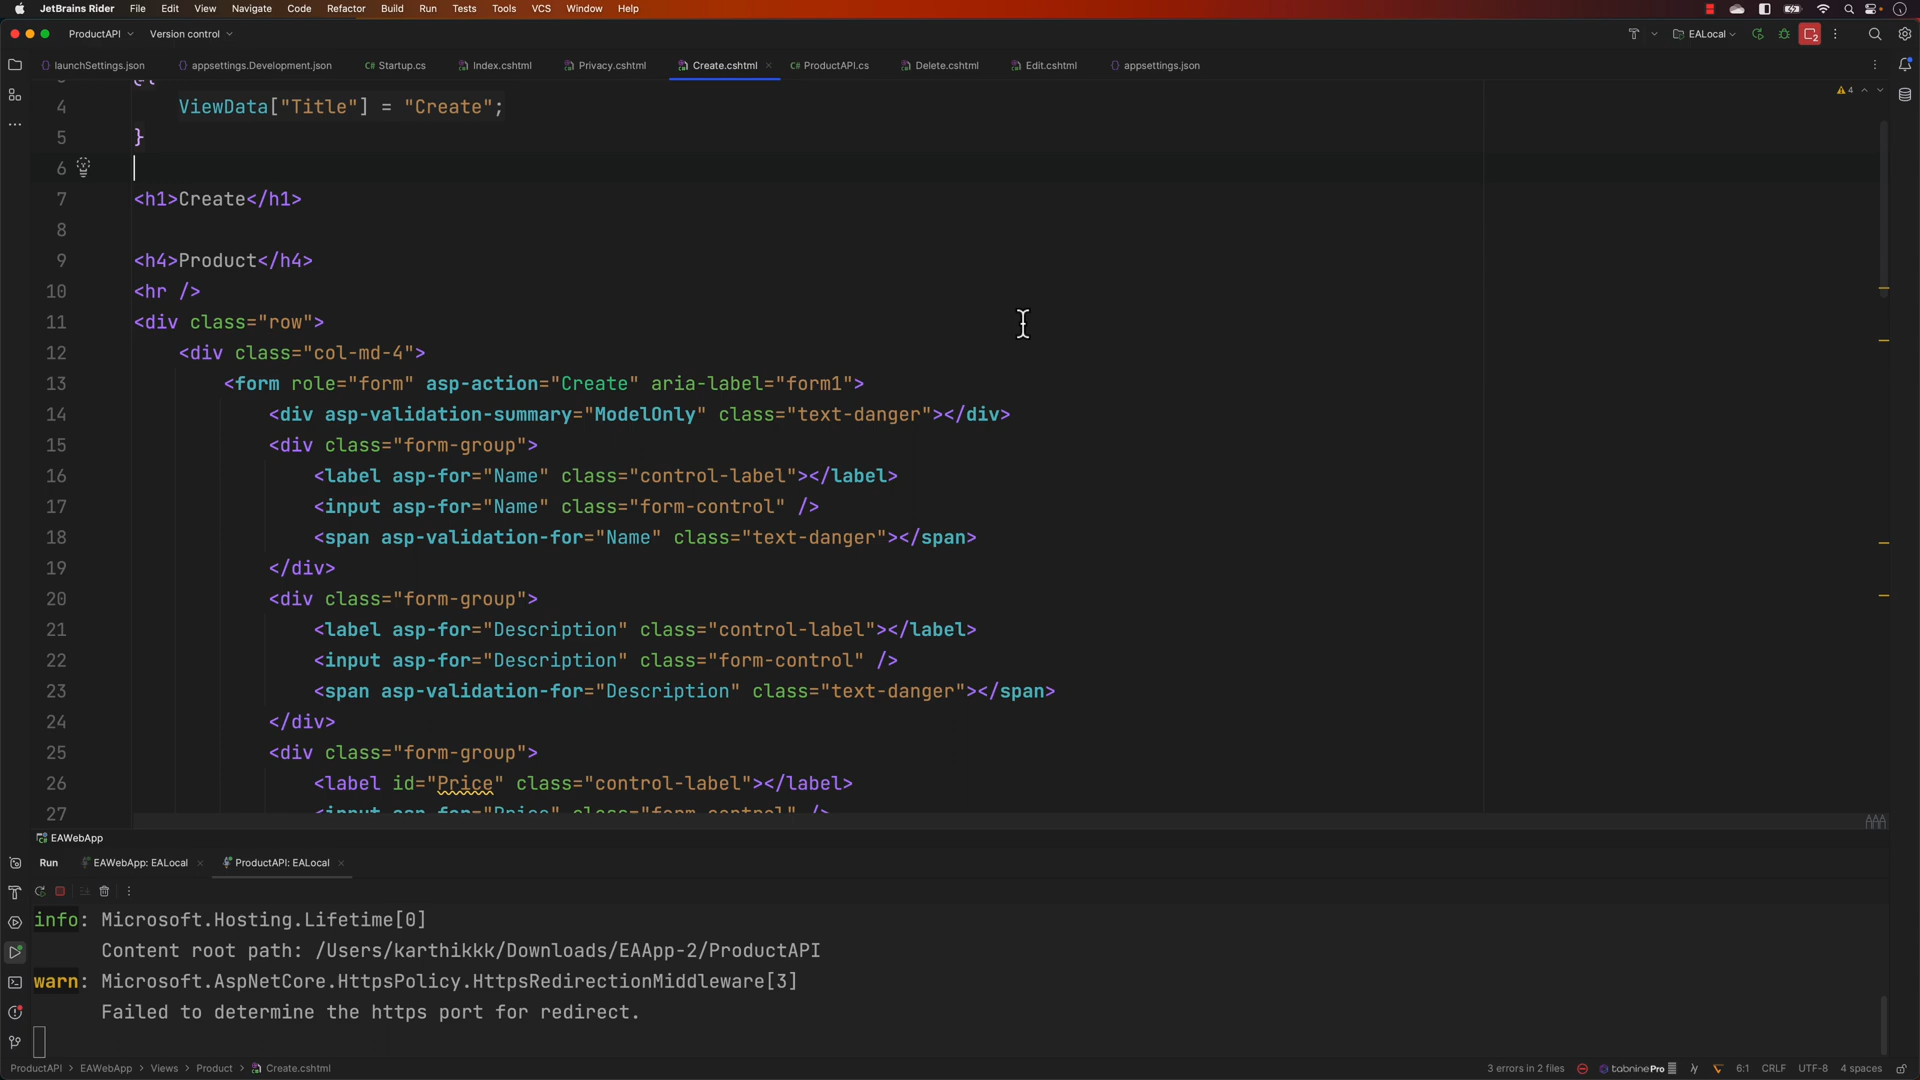 JetBrains Rider File Edit View Navigate Code Refactor Build Run Tests Tools VCS Window Help
ProductAPI Version control EALocal 2
launchSettings.json appsettings.Development.json C# Startup.cs Index.cshtml Privacy.cshtml Create.cshtml C# ProductAPI.cs Delete.cshtml Edit.cshtml appsettings.json
4 ViewData["Title"] = "Create";
4
5 }
6
7 <h1>Create</h1>
8
9 <h4>Product</h4>
10 <hr />
11 <div class="row">
12 <div class="col-md-4">
13 <form role="form" asp-action="Create" aria-label="form1">
14 <div asp-validation-summary="ModelOnly" class="text-danger"></div>
15 <div class="form-group">
16 <label asp-for="Name" class="control-label"></label>
17 <input asp-for="Name" class="form-control" />
18 <span asp-validation-for="Name" class="text-danger"></span>
19 </div>
20 <div class="form-group">
21 <label asp-for="Description" class="control-label"></label>
22 <input asp-for="Description" class="form-control" />
23 <span asp-validation-for="Description" class="text-danger"></span>
24 </div>
25 <div class="form-group">
26 <label id="Price" class="control-label"></label>
27 <input asp-for="Price" class="form-control" />
EAWebApp
Run EAWebApp: EALocal ProductAPI: EALocal
info: Microsoft.Hosting.Lifetime[0]
Content root path: /Users/karthikkk/Downloads/EAApp-2/ProductAPI
warn: Microsoft.AspNetCore.HttpsPolicy.HttpsRedirectionMiddleware[3]
Failed to determine the https port for redirect.
ProductAPI > EAWebApp > Views > Product > Create.cshtml 3 errors in 2 files tabninePro 6:1 CRLF UTF-8 4 spaces